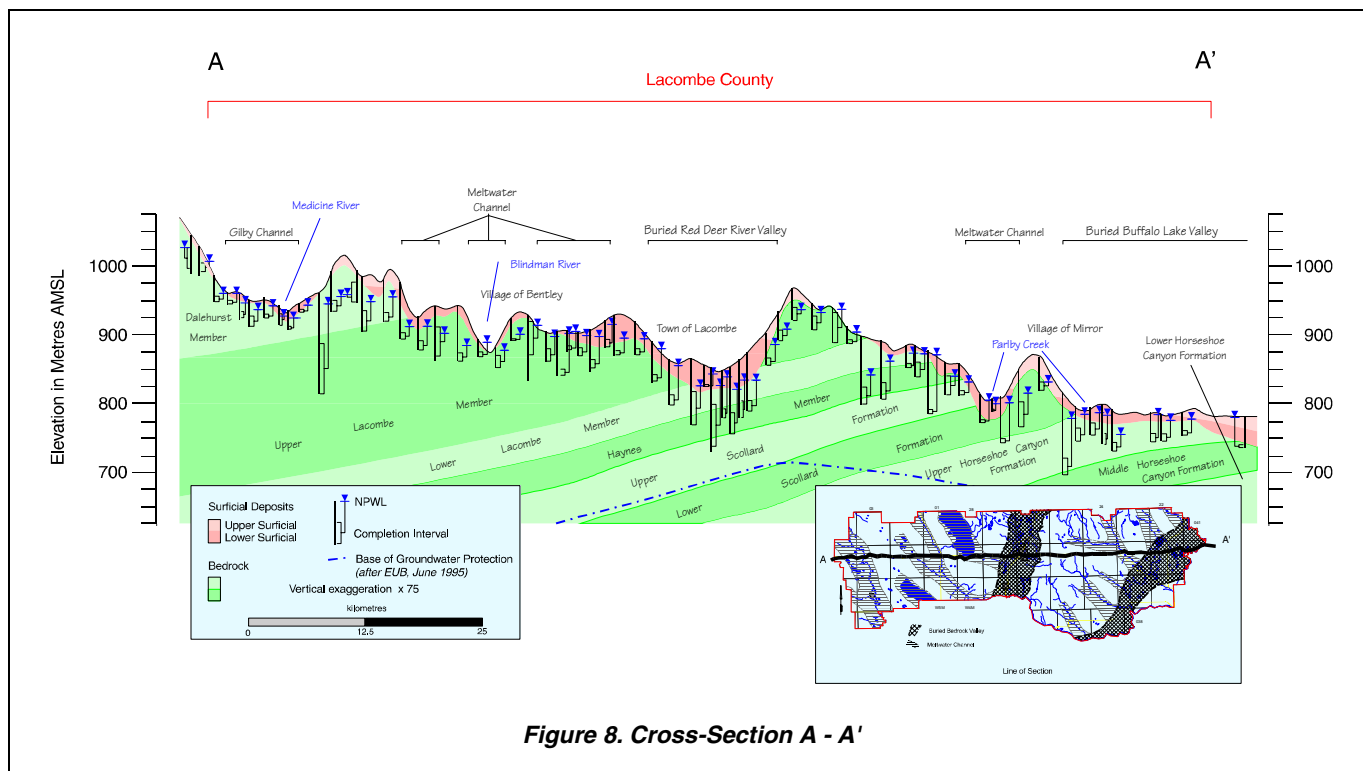 A
A'
Lacombe County
Meltwater
Channel
Medicine River
Gilby Channel
Buried Red Deer River Valley
Meltwater Channel
Buried Buffalo Lake Valley
Blindman River
Village of Bentley
Town of Lacombe
Village of Mirror
Parlby Creek
Lower Horseshoe
Canyon Formation
Elevation in Metres AMSL
1000
900
800
700
1000
900
800
700
Dalehurst
Member
Member
Upper Lacombe
Member
Lower Lacombe
Member
Haynes
Formation
Upper Scollard
Formation
Lower Scollard
Upper Horseshoe Canyon
Formation
Middle Horseshoe
Canyon Formation
Surficial Deposits
Upper Surficial
Lower Surficial
Bedrock
NPWL
Completion Interval
Base of Groundwater Protection
(after EUB, June 1995)
Vertical exaggeration x 75
kilometres
0 12.5 25
A
A'
Buried Bedrock Valley
Meltwater Channel
Line of Section
Figure 8. Cross-Section A - A'